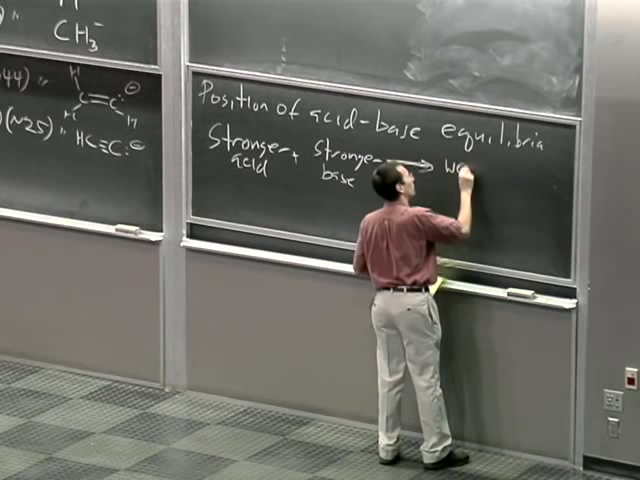 CH₃⁻
44) "
H
C=C:⊖
H
H
(~25) "
HC≡C:⊖
Position of acid-base equilibria
Stronger + Stronger → we
acid base